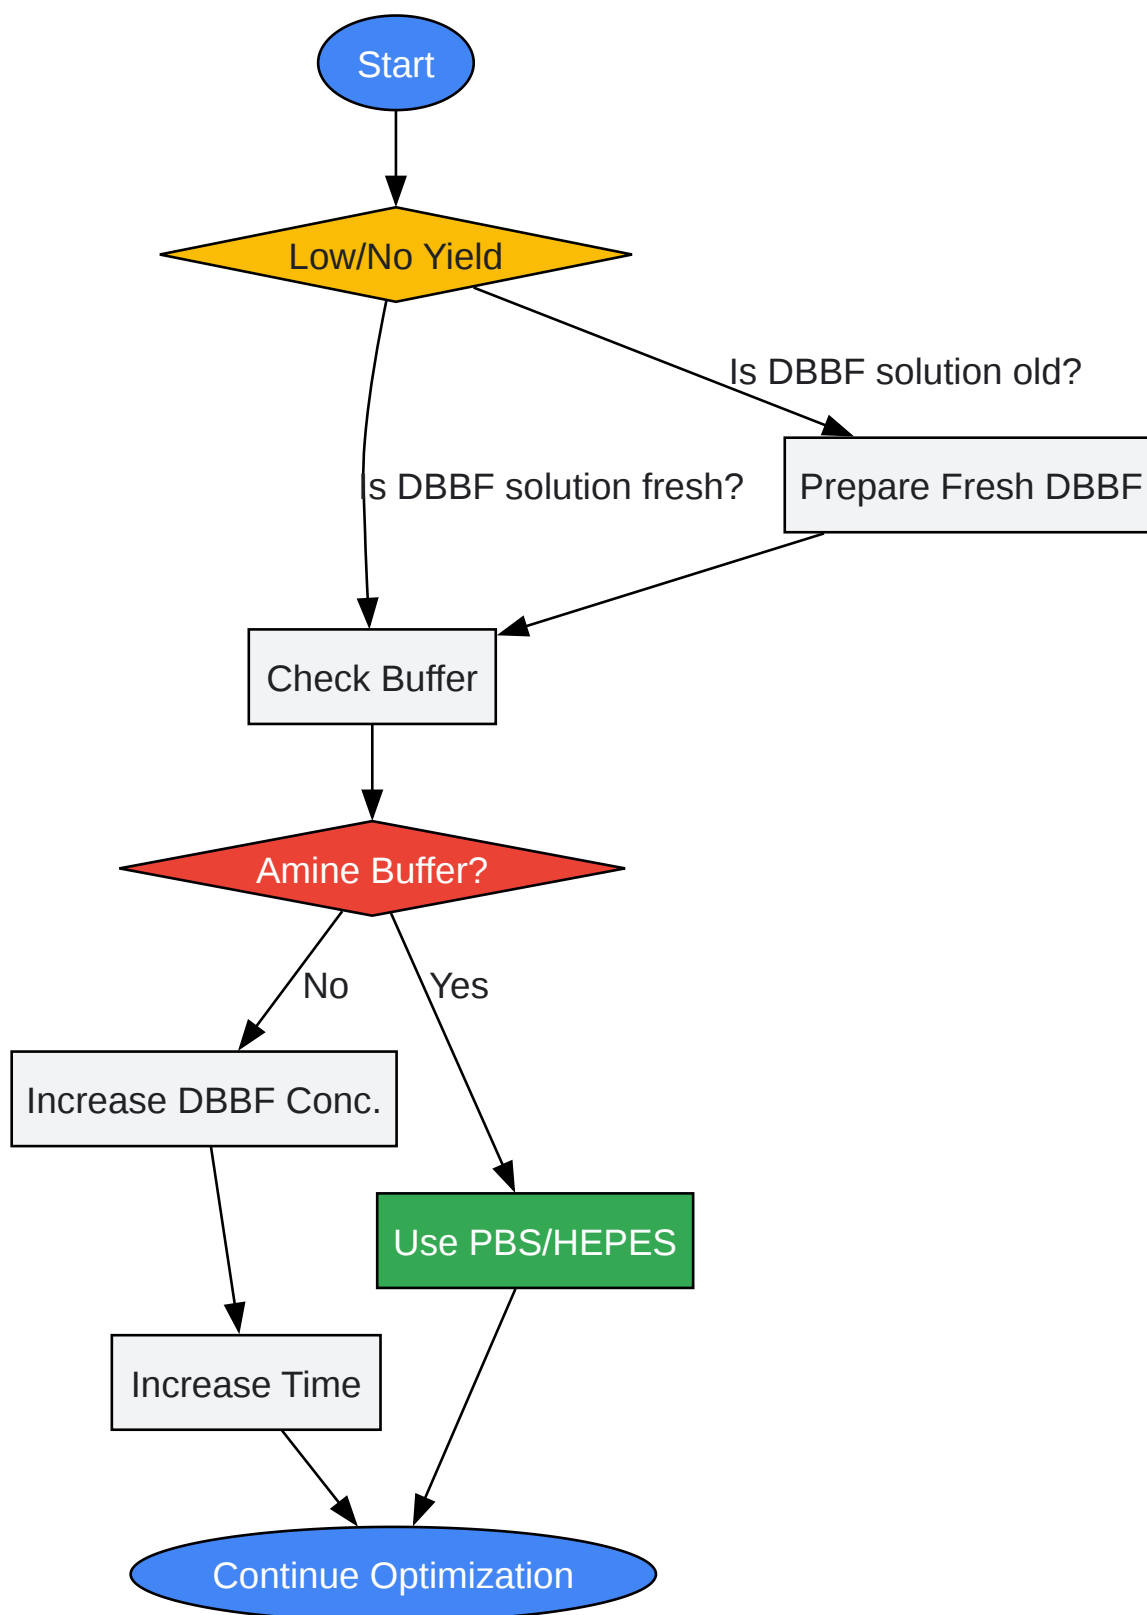 Start
Low/No Yield
Is DBBF solution old?
Is DBBF solution fresh?
Prepare Fresh DBBF
Check Buffer
Amine Buffer?
No
Yes
Increase DBBF Conc.
Use PBS/HEPES
Increase Time
Continue Optimization